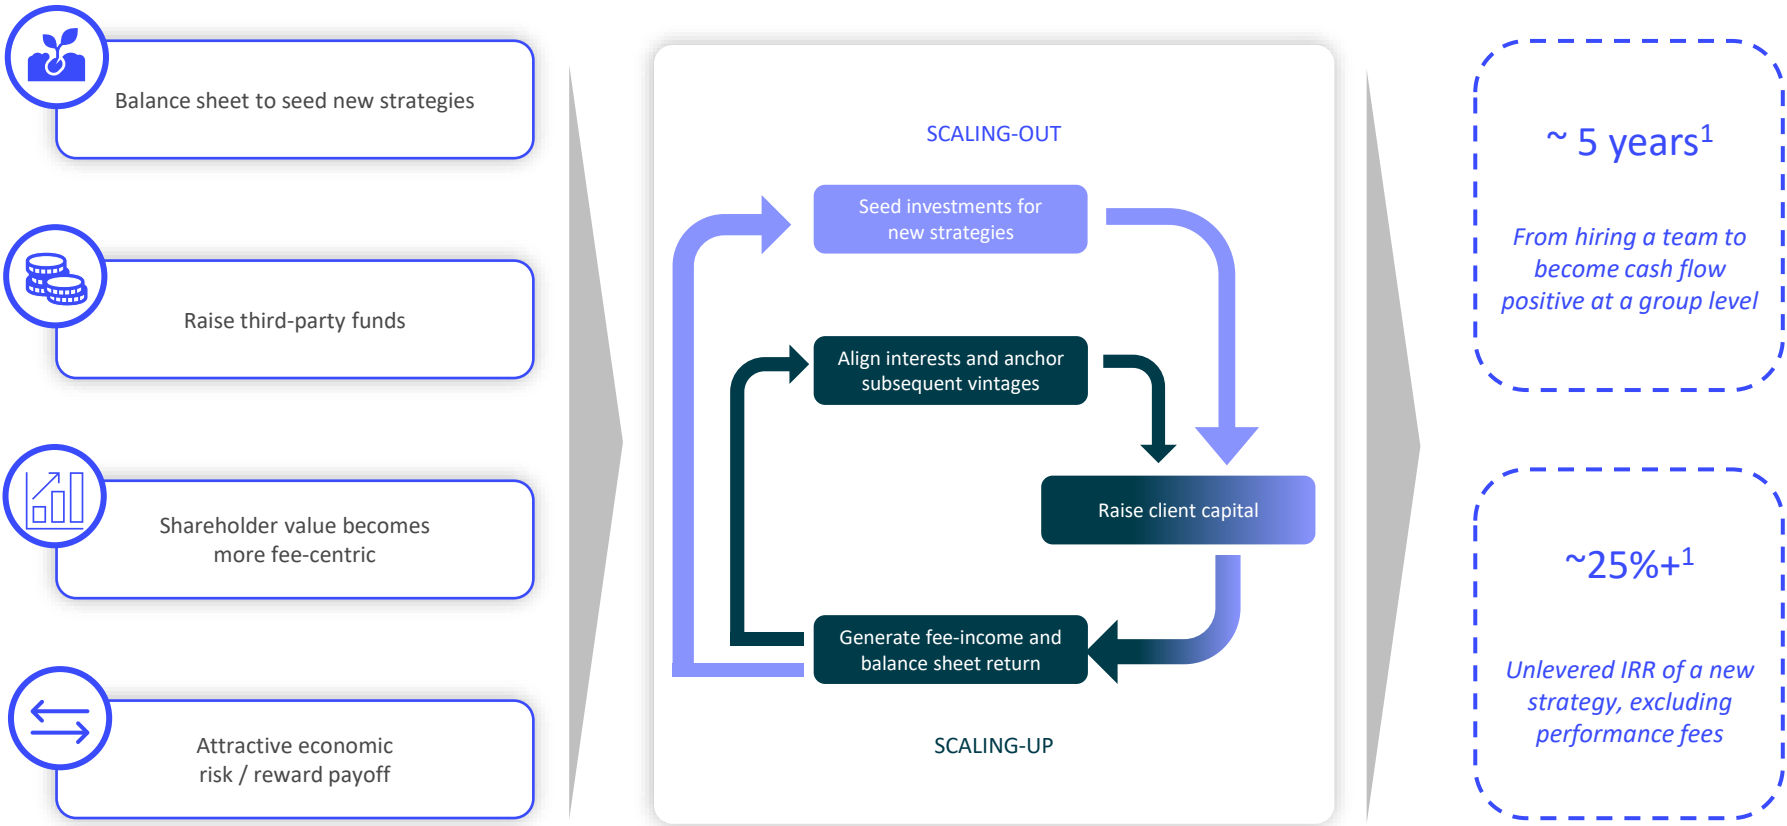 Balance sheet to seed new strategies
Raise third-party funds
Shareholder value becomes
more fee-centric
Attractive economic
risk / reward payoff
SCALING-OUT
Seed investments for
new strategies
Align interests and anchor
subsequent vintages
Raise client capital
Generate fee-income and
balance sheet return
SCALING-UP
~ 5 years¹
From hiring a team to
become cash flow
positive at a group level
~25%+¹
Unlevered IRR of a new
strategy, excluding
performance fees